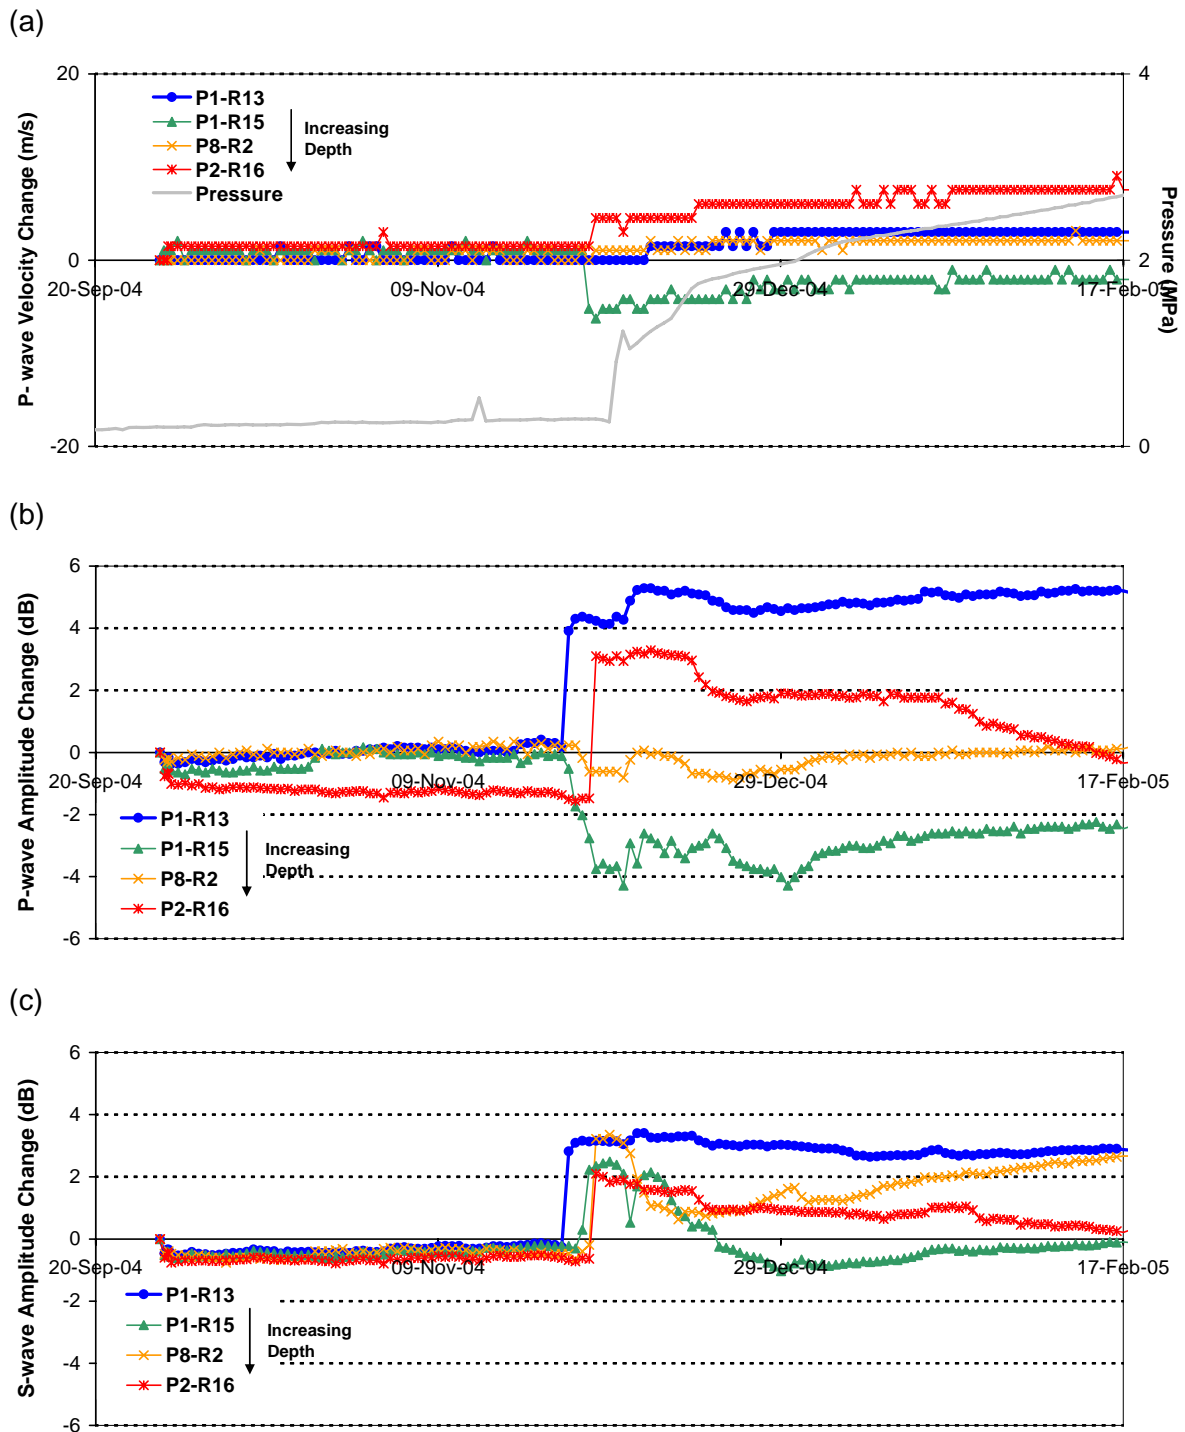 (a)
P- wave Velocity Change (m/s)
20
0
-20
P1-R13
P1-R15
P8-R2
P2-R16
Pressure
Increasing
Depth
20-Sep-04
09-Nov-04
29-Dec-04
17-Feb-05
4
2
0
Pressure
(MPa)
(b)
P-wave Amplitude Change (dB)
6
4
2
0
-2
-4
-6
20-Sep-04
09-Nov-04
29-Dec-04
17-Feb-05
P1-R13
P1-R15
P8-R2
P2-R16
Increasing
Depth
(c)
S-wave Amplitude Change (dB)
6
4
2
0
-2
-4
-6
20-Sep-04
09-Nov-04
29-Dec-04
17-Feb-05
P1-R13
P1-R15
P8-R2
P2-R16
Increasing
Depth